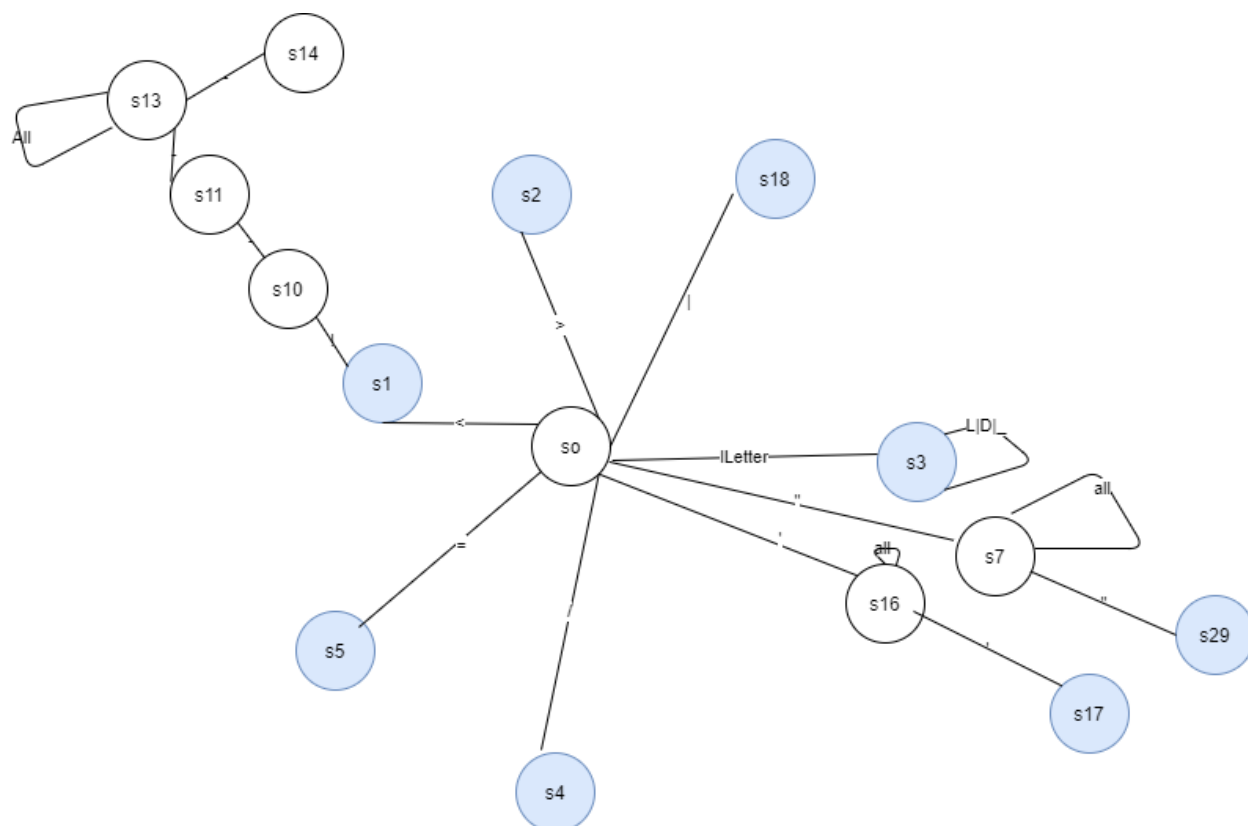 s14
s13
-
All
-
s11
s2
s18
-
s10
>
|
|
s1
<
so
L|D|_
lLetter
s3
all
"
'
all
=
s7
s16
/
"
s29
s5
'
s17
s4